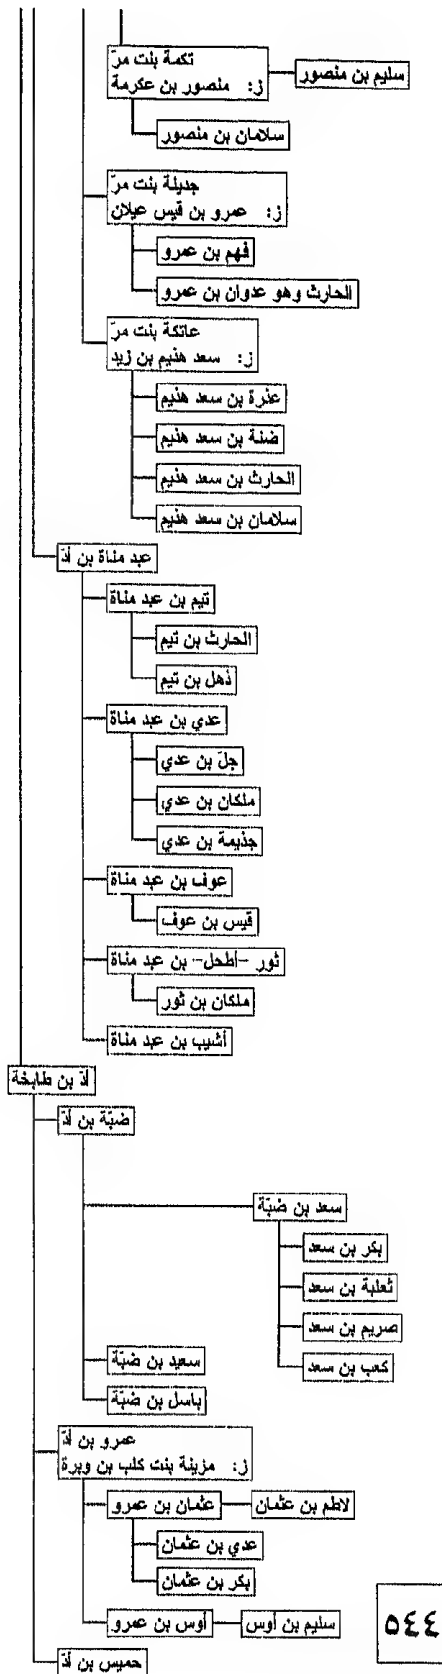 تكمة بنت مرّ
ز: منصور بن عكرمة
سليم بن منصور
سلامان بن منصور
جديلة بنت مرّ
ز: عمرو بن قيس عيلان
فهم بن عمرو
الحارث وهو عدوان بن عمرو
عاتكة بنت مرّ
ز: سعد هذيم بن زيد
عذرة بن سعد هذيم
ضنة بن سعد هذيم
الحارث بن سعد هذيم
سلامان بن سعد هذيم
عبد مناة بن أدّ
تيم بن عبد مناة
الحارث بن تيم
ذهل بن تيم
عدي بن عبد مناة
جلّ بن عدي
ملكان بن عدي
جذيمة بن عدي
عوف بن عبد مناة
قيس بن عوف
ثور -أطحل- بن عبد مناة
ملكان بن ثور
أشيب بن عبد مناة
أدّ بن طابخة
ضبّة بن أدّ
سعد بن ضبّة
بكر بن سعد
ثعلبة بن سعد
صريم بن سعد
كعب بن سعد
سعيد بن ضبّة
باسل بن ضبّة
عمرو بن أدّ
ز: مزينة بنت كلب بن وبرة
عثمان بن عمرو
لاطم بن عثمان
عدي بن عثمان
بكر بن عثمان
أوس بن عمرو
سليم بن أوس
حميس بن أدّ
٥٤٤